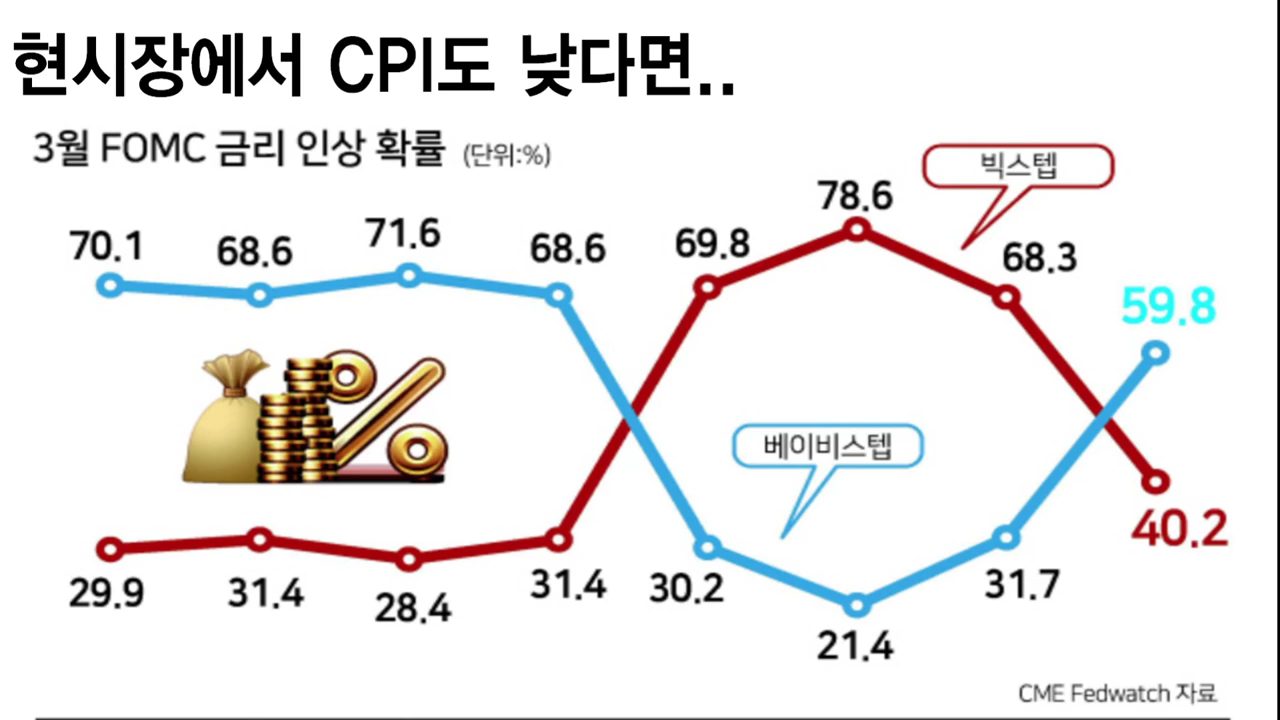 현시장에서 CPI도 낮다면..
3월 FOMC 금리 인상 확률 (단위:%)
빅스텝
70.1 68.6 71.6 68.6 69.8 78.6 68.3 59.8
베이비스텝
29.9 31.4 28.4 31.4 30.2 21.4 31.7 40.2
CME Fedwatch 자료